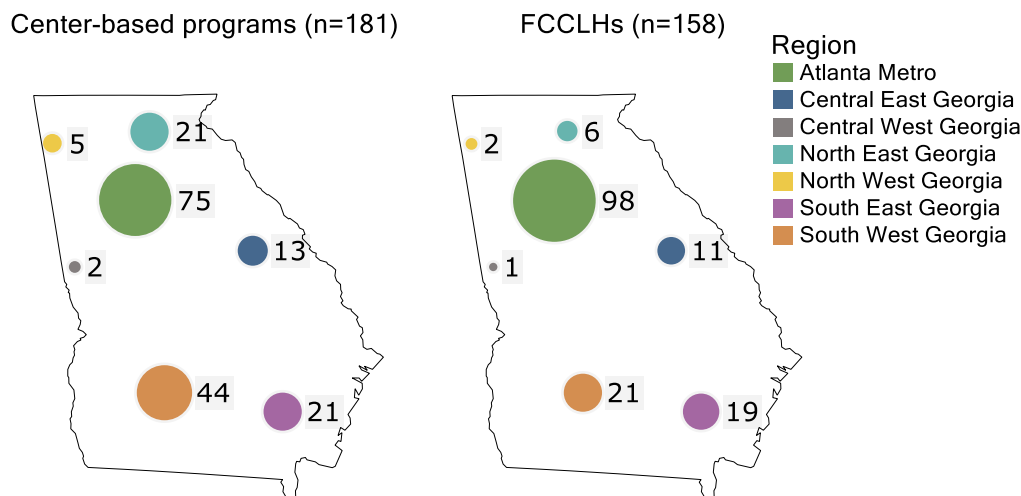 Center-based programs (n=181)
FCCLHs (n=158)
Region
Atlanta Metro
Central East Georgia
Central West Georgia
North East Georgia
North West Georgia
South East Georgia
South West Georgia
21
5
75
13
2
44
21
6
2
98
11
1
21
19